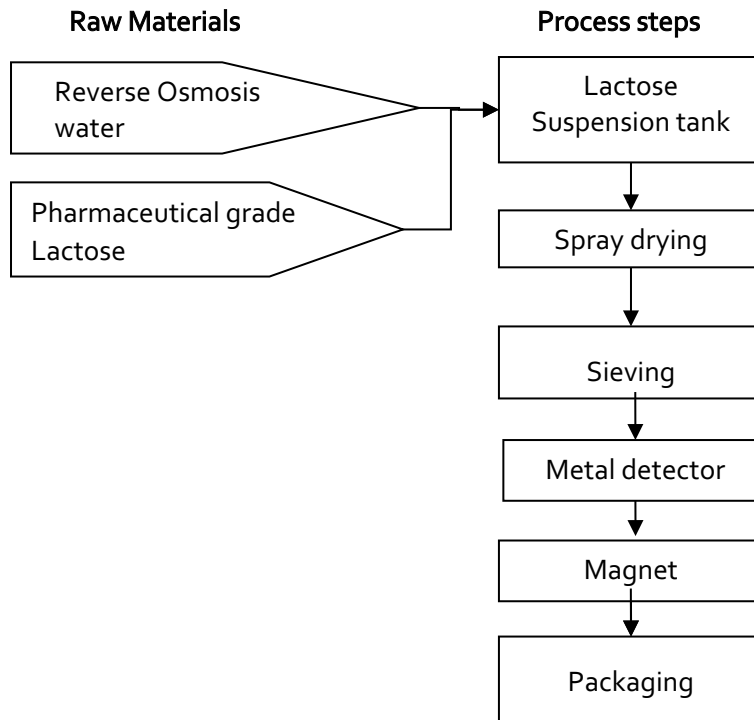 Raw Materials
Process steps
Reverse Osmosis
water
Pharmaceutical grade
Lactose
Lactose
Suspension tank
Spray drying
Sieving
Metal detector
Magnet
Packaging